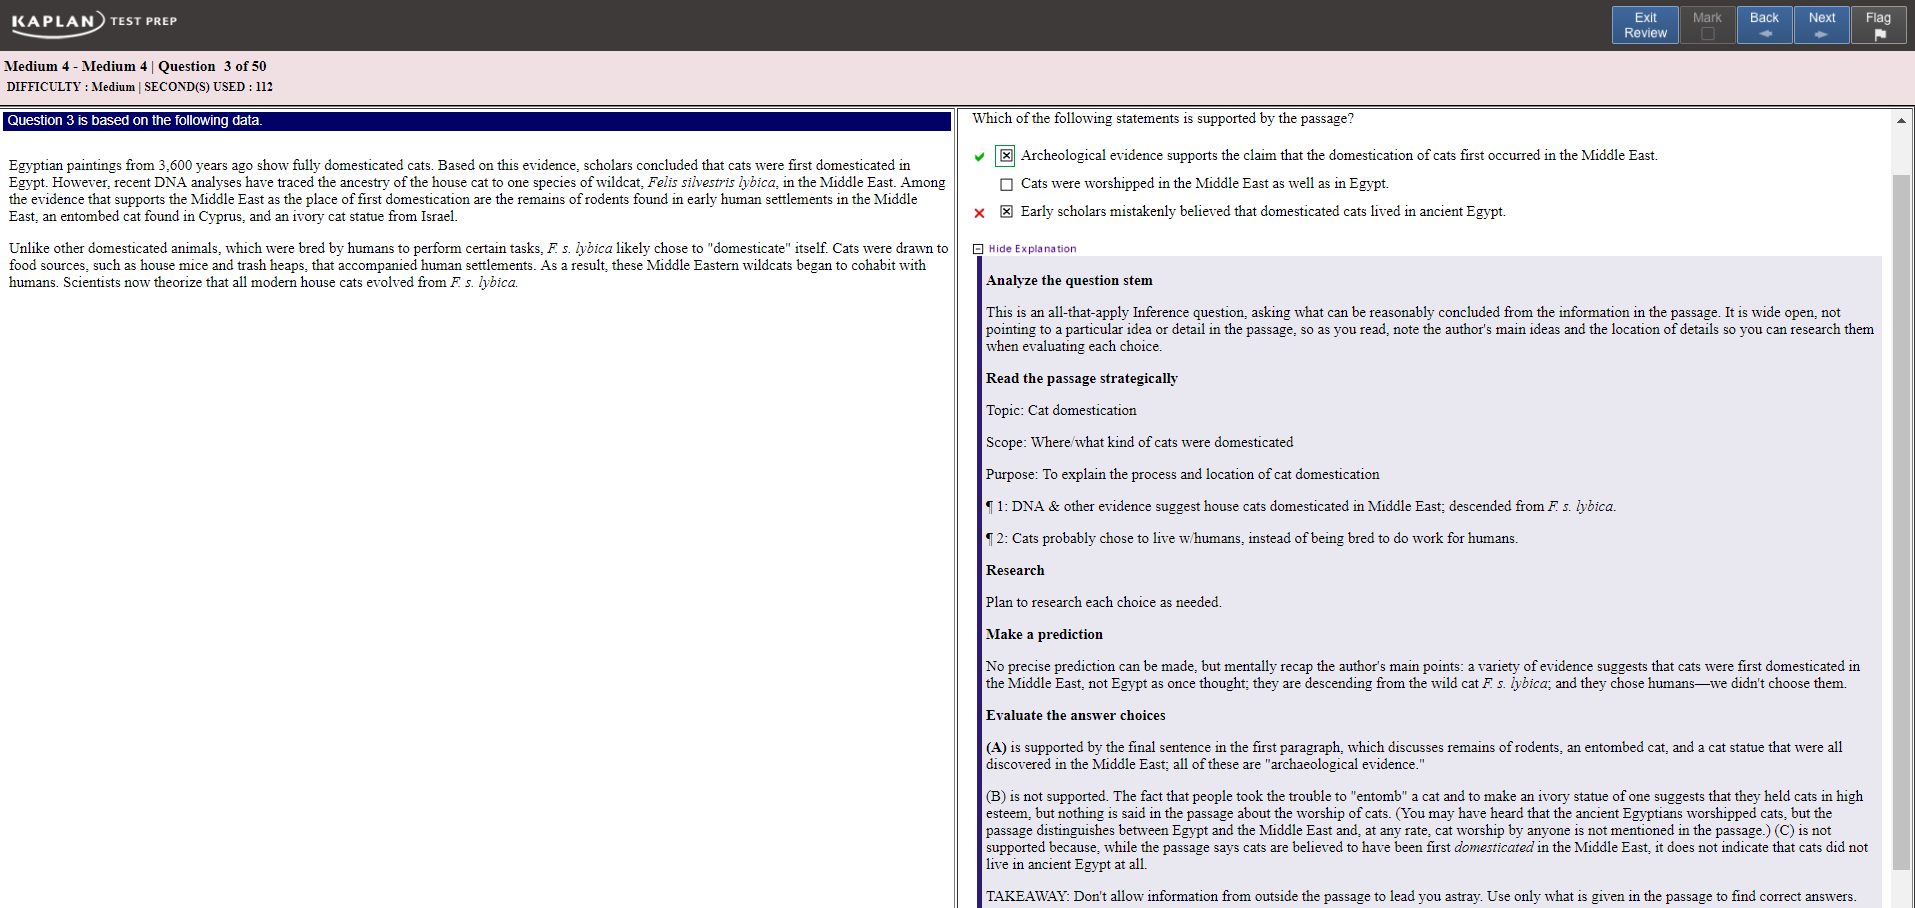 KAPLAN TEST PREP
Exit Review
Mark
Back
Next
Flag
Medium 4 - Medium 4 | Question 3 of 50
DIFFICULTY : Medium | SECOND(S) USED : 112
Question 3 is based on the following data.
Egyptian paintings from 3,600 years ago show fully domesticated cats. Based on this evidence, scholars concluded that cats were first domesticated in
Egypt. However, recent DNA analyses have traced the ancestry of the house cat to one species of wildcat, Felis silvestris lybica, in the Middle East. Among
the evidence that supports the Middle East as the place of first domestication are the remains of rodents found in early human settlements in the Middle
East, an entombed cat found in Cyprus, and an ivory cat statue from Israel.
Unlike other domesticated animals, which were bred by humans to perform certain tasks, F. s. lybica likely chose to "domesticate" itself. Cats were drawn to
food sources, such as house mice and trash heaps, that accompanied human settlements. As a result, these Middle Eastern wildcats began to cohabit with
humans. Scientists now theorize that all modern house cats evolved from F. s. lybica.
Which of the following statements is supported by the passage?
Archeological evidence supports the claim that the domestication of cats first occurred in the Middle East.
Cats were worshipped in the Middle East as well as in Egypt.
Early scholars mistakenly believed that domesticated cats lived in ancient Egypt.
Hide Explanation
Analyze the question stem
This is an all-that-apply Inference question, asking what can be reasonably concluded from the information in the passage. It is wide open, not
pointing to a particular idea or detail in the passage, so as you read, note the author's main ideas and the location of details so you can research them
when evaluating each choice.
Read the passage strategically
Topic: Cat domestication
Scope: Where/what kind of cats were domesticated
Purpose: To explain the process and location of cat domestication
¶ 1: DNA & other evidence suggest house cats domesticated in Middle East; descended from F. s. lybica.
¶ 2: Cats probably chose to live w/humans, instead of being bred to do work for humans.
Research
Plan to research each choice as needed.
Make a prediction
No precise prediction can be made, but mentally recap the author's main points: a variety of evidence suggests that cats were first domesticated in
the Middle East, not Egypt as once thought; they are descending from the wild cat F. s. lybica; and they chose humans—we didn't choose them.
Evaluate the answer choices
(A) is supported by the final sentence in the first paragraph, which discusses remains of rodents, an entombed cat, and a cat statue that were all
discovered in the Middle East; all of these are "archaeological evidence."
(B) is not supported. The fact that people took the trouble to "entomb" a cat and to make an ivory statue of one suggests that they held cats in high
esteem, but nothing is said in the passage about the worship of cats. (You may have heard that the ancient Egyptians worshipped cats, but the
passage distinguishes between Egypt and the Middle East and, at any rate, cat worship by anyone is not mentioned in the passage.) (C) is not
supported because, while the passage says cats are believed to have been first domesticated in the Middle East, it does not indicate that cats did not
live in ancient Egypt at all.
TAKEAWAY: Don't allow information from outside the passage to lead you astray. Use only what is given in the passage to find correct answers.